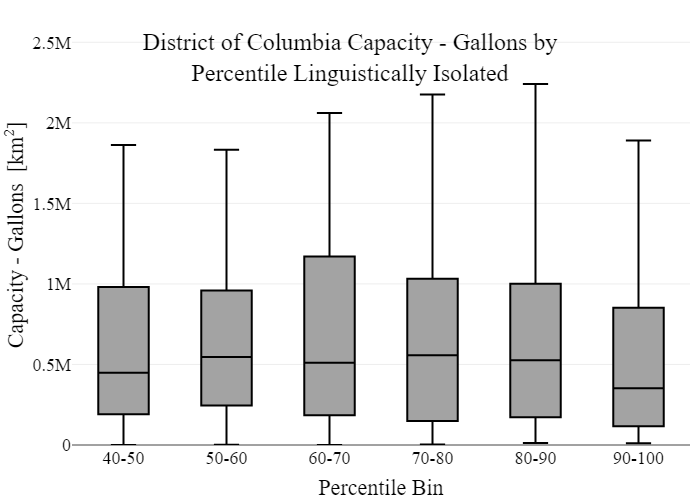 District of Columbia Capacity - Gallons by
Percentile Linguistically Isolated
Capacity - Gallons [km²]
2.5M
2M
1.5M
1M
0.5M
0
40-50 50-60 60-70 70-80 80-90 90-100
Percentile Bin